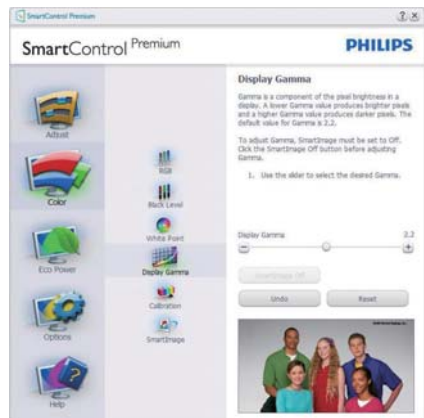 SmartControl Premium
SmartControl Premium
PHILIPS
Adjust
Color
Eco Power
Options
Help
RGB
Black Level
White Point
Display Gamma
Calibration
SmartImage
Display Gamma
Gamma is a component of the pixel brightness in a
display. A lower Gamma value produces brighter pixels
and a higher Gamma value produces darker pixels. The
default value for Gamma is 2.2.
To adjust Gamma, SmartImage must be set to Off.
Click the SmartImage Off button before adjusting
Gamma.
1. Use the slider to select the desired Gamma.
Display Gamma 2.2
SmartImage Off
Undo Reset